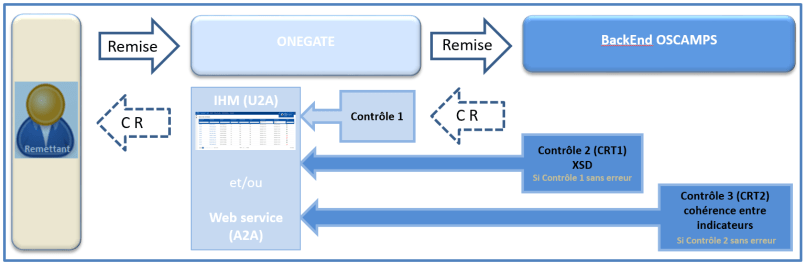 Remise
ONEGATE
Remise
BackEnd OSCAMPS
Remettant
C R
IHM (U2A)
et/ou
Web service
(A2A)
Contrôle 1
C R
Contrôle 2 (CRT1)
XSD
Si Contrôle 1 sans erreur
Contrôle 3 (CRT2)
cohérence entre
indicateurs
Si Contrôle 2 sans erreur